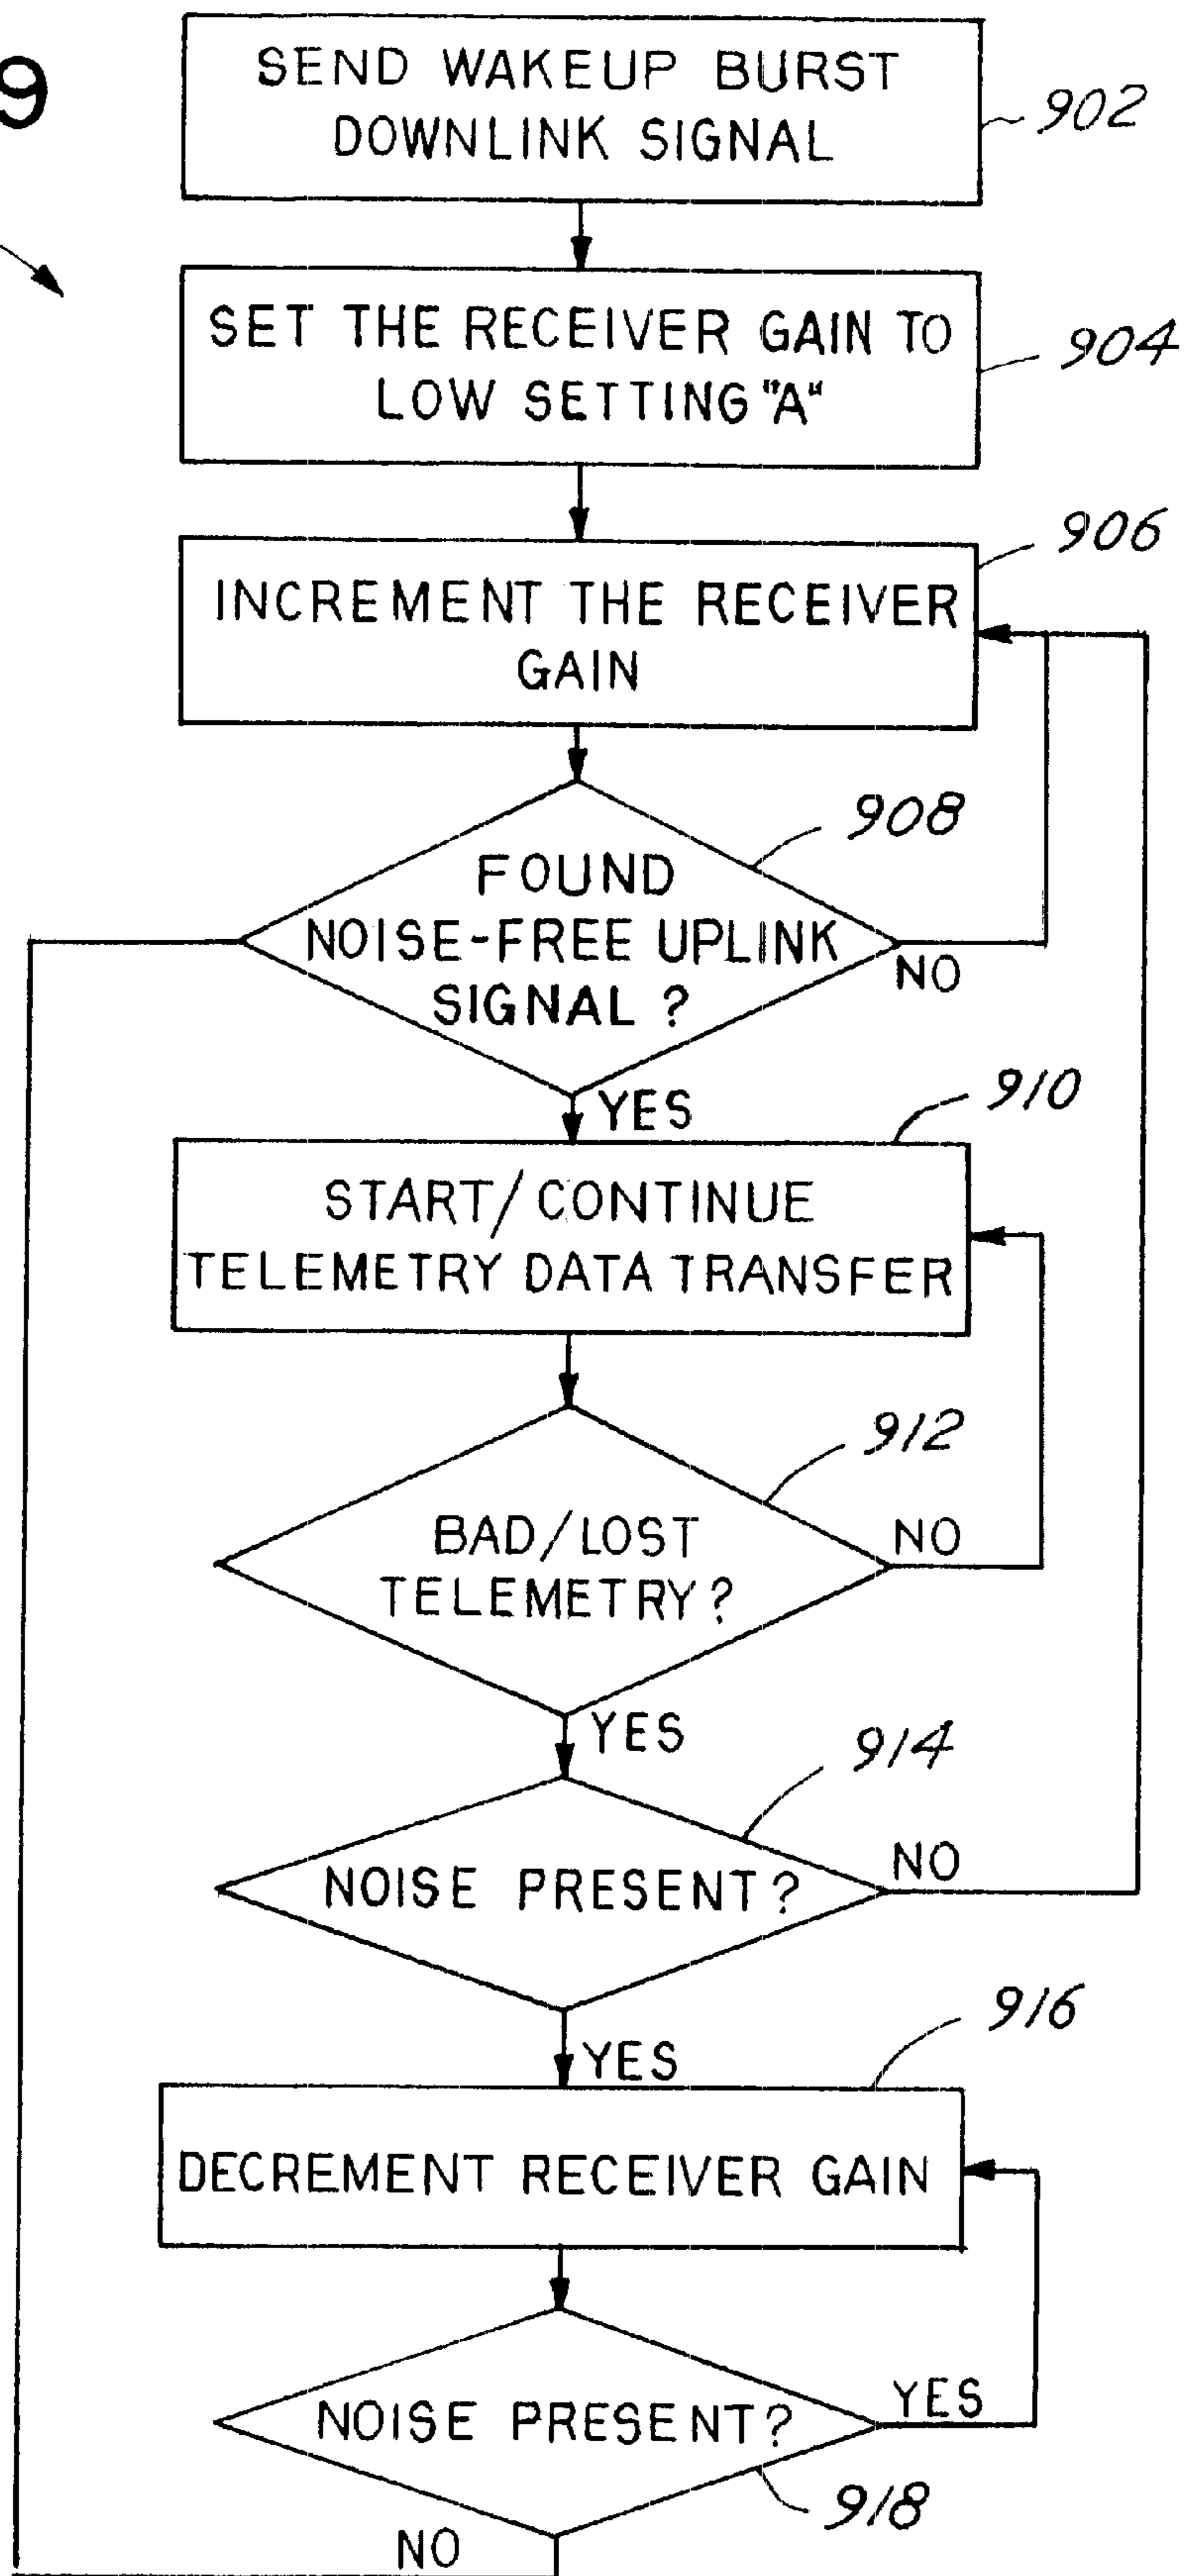 9
SEND WAKEUP BURST
DOWNLINK SIGNAL
902
SET THE RECEIVER GAIN TO
LOW SETTING "A"
904
906
INCREMENT THE RECEIVER
GAIN
908
FOUND
NOISE-FREE UPLINK
SIGNAL ?
NO
YES
910
START/CONTINUE
TELEMETRY DATA TRANSFER
912
BAD/LOST
TELEMETRY?
NO
YES
914
NOISE PRESENT?
NO
YES
916
DECREMENT RECEIVER GAIN
NOISE PRESENT?
YES
918
NO